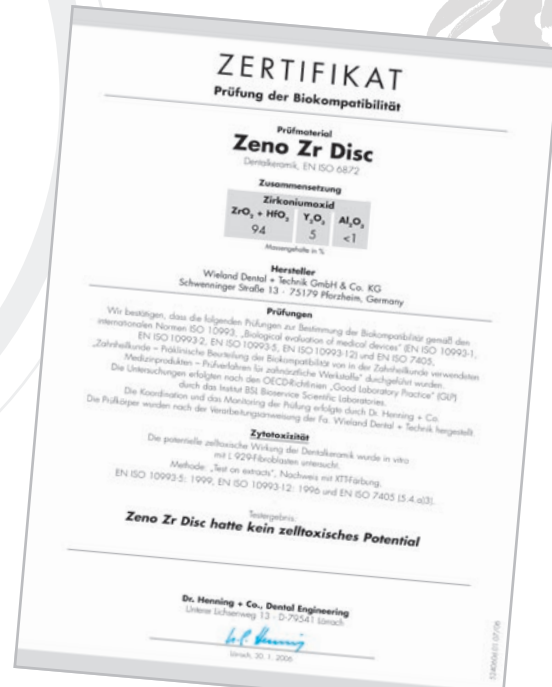 ZERTIFIKAT
Prüfung der Biokompatibilität
Prüfmaterial
Zeno Zr Disc
Dentalkeramik, EN ISO 6872
Zusammensetzung
Zirkoniumoxid
ZrO₂ + HfO₂ Y₂O₃ Al₂O₃
94 5 <1
Massengehalte in %
Hersteller
Wieland Dental + Technik GmbH & Co. KG
Schwenninger Straße 13 - 75179 Pforzheim, Germany
Prüfungen
Wir bestätigen, dass die folgenden Prüfungen zur Bestimmung der Biokompatibilität gemäß den
internationalen Normen ISO 10993, „Biological evaluation of medical devices" (EN ISO 10993-1,
EN ISO 10993-2, EN ISO 10993-5, EN ISO 10993-12) und EN ISO 7405,
„Zahnheilkunde – Präklinische Beurteilung der Biokompatibilität von in der Zahnheilkunde verwendeten
Medizinprodukten – Prüfverfahren für zahnärztliche Werkstoffe" durchgeführt wurden.
Die Untersuchungen erfolgten nach den OECD-Richtlinien „Good Laboratory Practice" (GLP)
durch das Institut BSL Bioservice Scientific Laboratories.
Die Koordination und das Monitoring der Prüfung erfolgte durch Dr. Henning + Co.
Die Prüfkörper wurden nach der Verarbeitungsanweisung der Fa. Wieland Dental + Technik hergestellt.
Zytotoxizität
Die potentielle zelltoxische Wirkung der Dentalkeramik wurde in vitro
mit L 929-Fibroblasten untersucht.
Methode: „Test on extracts", Nachweis mit XTT-Färbung.
EN ISO 10993-5: 1999, EN ISO 10993-12: 1996 und EN ISO 7405 (5.4.a)3).
Testergebnis:
Zeno Zr Disc hatte kein zelltoxisches Potential
Dr. Henning + Co., Dental Engineering
Untere Lichsenweg 13 - D-79541 Lörrach
Lörrach, 30. 1. 2006